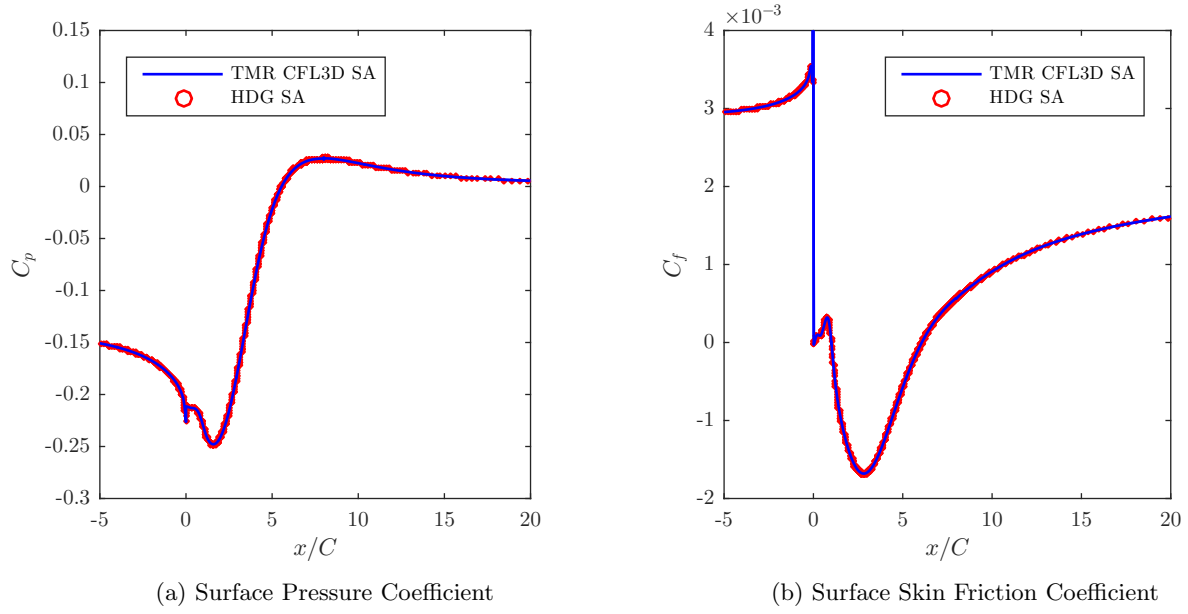 0.15
0.1
0.05
0
-0.05
-0.1
-0.15
-0.2
-0.25
-0.3
C_p
TMR CFL3D SA
HDG SA
-5 0 5 10 15 20
x/C
(a) Surface Pressure Coefficient
×10⁻³
4
3
2
1
0
-1
-2
C_f
TMR CFL3D SA
HDG SA
-5 0 5 10 15 20
x/C
(b) Surface Skin Friction Coefficient